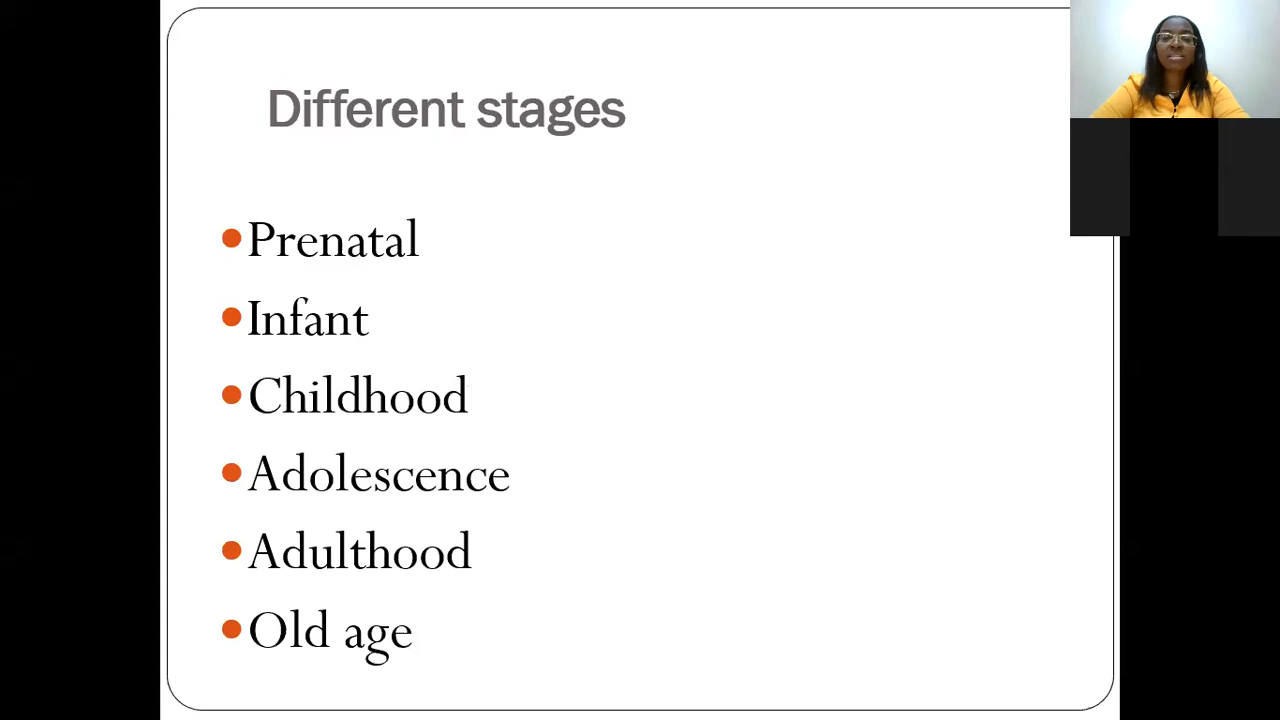 Different stages
Prenatal
Infant
Childhood
Adolescence
Adulthood
Old age